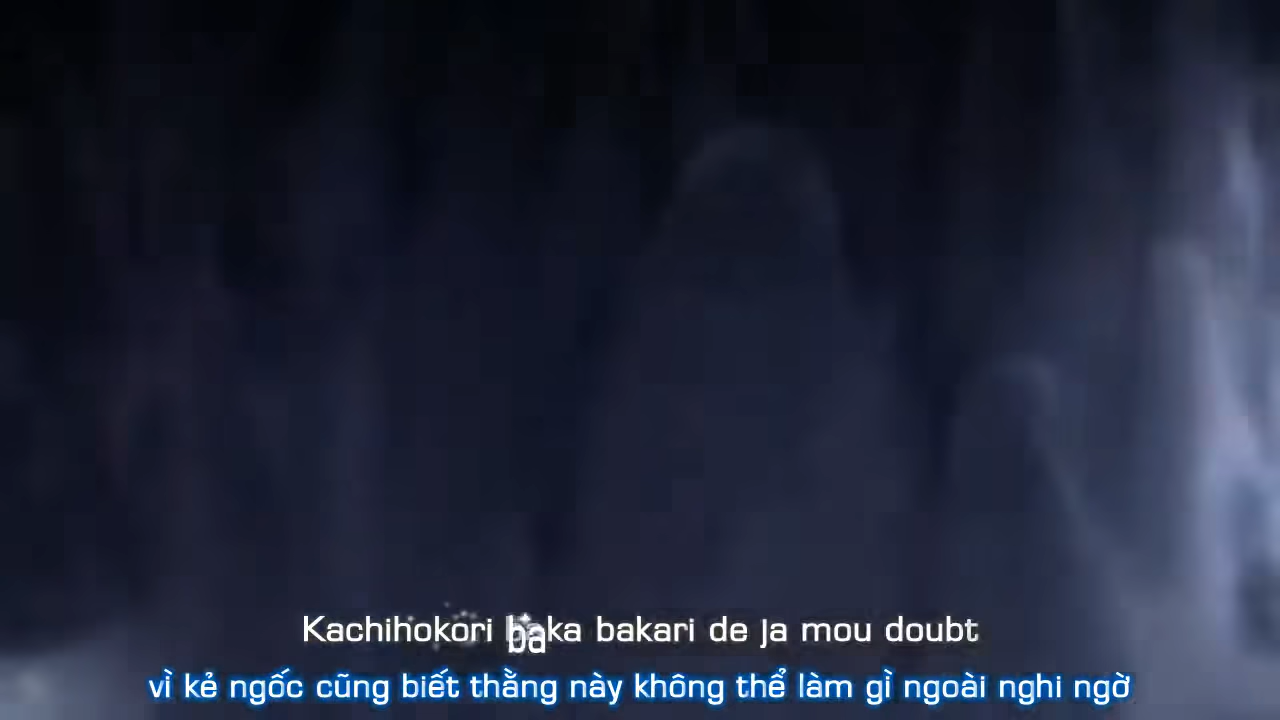 Kachihokori baka bakari de ja mou doubt
vì kẻ ngốc cũng biết thằng này không thể làm gì ngoài nghi ngờ